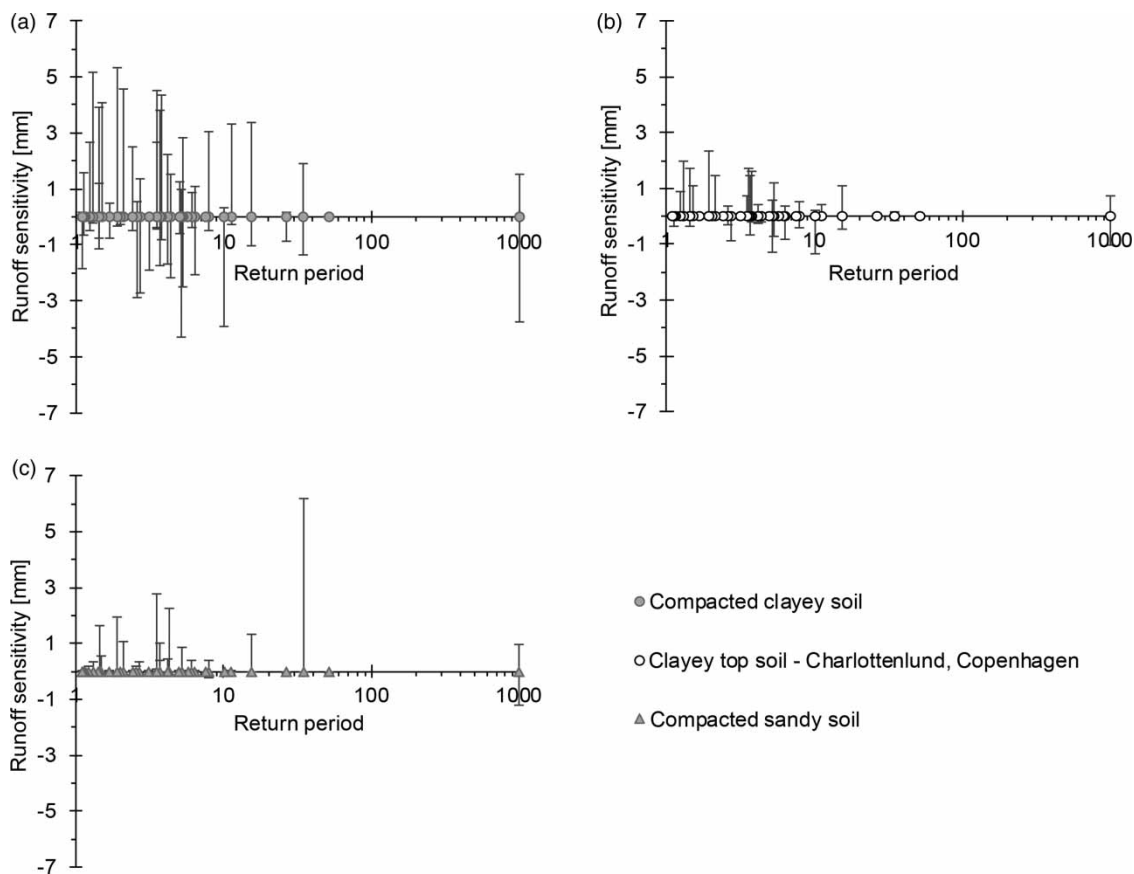 (a)
7
5
3
1
-1
-3
-5
-7
Runoff sensitivity [mm]
1 10 100 1000
Return period
(b)
7
5
3
1
-1
-3
-5
-7
Runoff sensitivity [mm]
1 10 100 1000
Return period
(c)
7
5
3
1
-1
-3
-5
-7
Runoff sensitivity [mm]
1 10 100 1000
Return period
Compacted clayey soil
Clayey top soil - Charlottenlund, Copenhagen
Compacted sandy soil